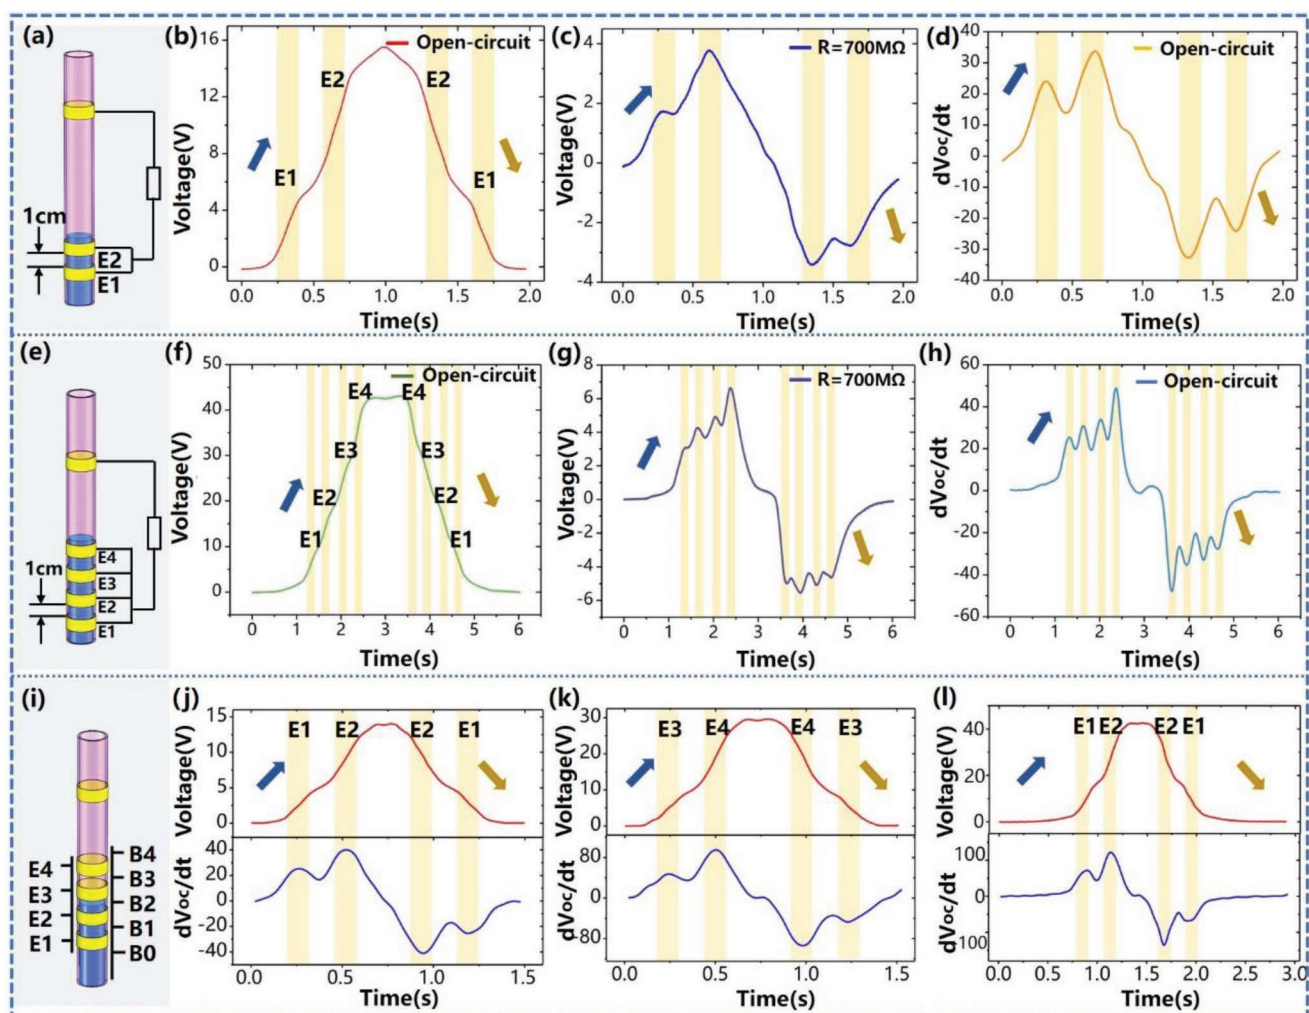 (a)
1cm
E2
E1
(b)
Open-circuit
Voltage(V)
16
12
8
4
0
E1
E2
E2
E1
0.0 0.5 1.0 1.5 2.0
Time(s)
(c)
R=700MΩ
Voltage(V)
4
2
0
-2
-4
0.0 0.5 1.0 1.5 2.0
Time(s)
(d)
Open-circuit
dVoc/dt
40
30
20
10
0
-10
-20
-30
-40
0.0 0.5 1.0 1.5 2.0
Time(s)
(e)
E4
E3
1cm
E2
E1
(f)
Open-circuit
Voltage(V)
50
40
30
20
10
0
E4 E4
E3 E3
E2 E2
E1 E1
0 1 2 3 4 5 6
Time(s)
(g)
R=700MΩ
Voltage(V)
8
6
4
2
0
-2
-4
-6
0 1 2 3 4 5 6
Time(s)
(h)
Open-circuit
dVoc/dt
60
40
20
0
-20
-40
-60
0 1 2 3 4 5 6
Time(s)
(i)
E4
E3
E2
E1
B4
B3
B2
B1
B0
(j)
Voltage(V)
15
10
5
0
E1 E2 E2 E1
dVoc/dt
40
20
0
-20
-40
0.0 0.5 1.0 1.5
Time(s)
(k)
Voltage(V)
30
20
10
0
E3 E4 E4 E3
dVoc/dt
80
0
-80
0.0 0.5 1.0 1.5
Time(s)
(l)
Voltage(V)
40
20
0
E1 E2 E2 E1
dVoc/dt
100
0
100
0.0 0.5 1.0 1.5 2.0 2.5 3.0
Time(s)